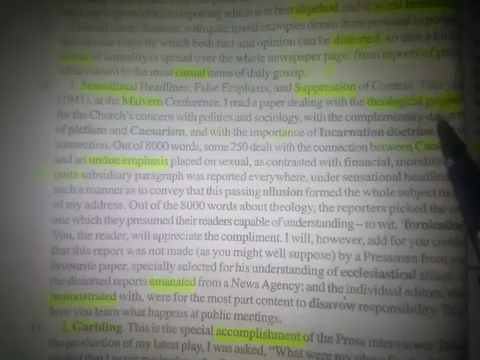 to reporting which is at best slipshod and at
with quite trivial examples drawn from personal
ways by which both fact and opinion can be distorted, so that a
of unreality is spread over the whole newspaper page, from reports of
down to the most casual items of daily gossip.
1. Sensational Headlines; False Emphasis; and Suppression of Context.
(1941), at the Malvern Conference, I read a paper dealing with the theological
for the Church's concern with politics and sociology, with the complementary
of pietism and Caesarism, and with the importance of Incarnation doctrine
connection. Out of 8000 words, some 250 dealt with the connection between
and an undue emphasis placed on sexual, as contrasted with financial,
quite subsidiary paragraph was reported everywhere, under sensational
such a manner as to convey that this passing allusion formed the whole subject
of my address. Out of the 8000 words about theology, the reporters picked the
one which they presumed their readers capable of understanding – to wit,
You, the reader, will appreciate the compliment. I will, however, add for you
that this report was not made (as you might well suppose) by a Pressman from
favourite paper, specially selected for his understanding of ecclesiastical affairs,
the distorted reports emanated from a News Agency; and the individual editors,
remonstrated with, were for the most part content to disavow responsibility.
how you learn what happens at public meetings.
2. Garbling. This is the special accomplishment of the Press interviewer.
the production of my latest play, I was asked, "What were my